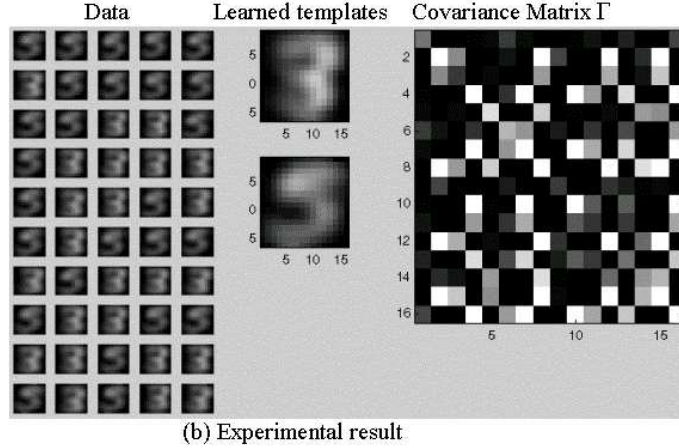 Data
Learned templates
Covariance Matrix Γ
5
0
5
5 10 15
5
0
5
5 10 15
2
4
6
8
10
12
14
16
5 10 15
(b) Experimental result